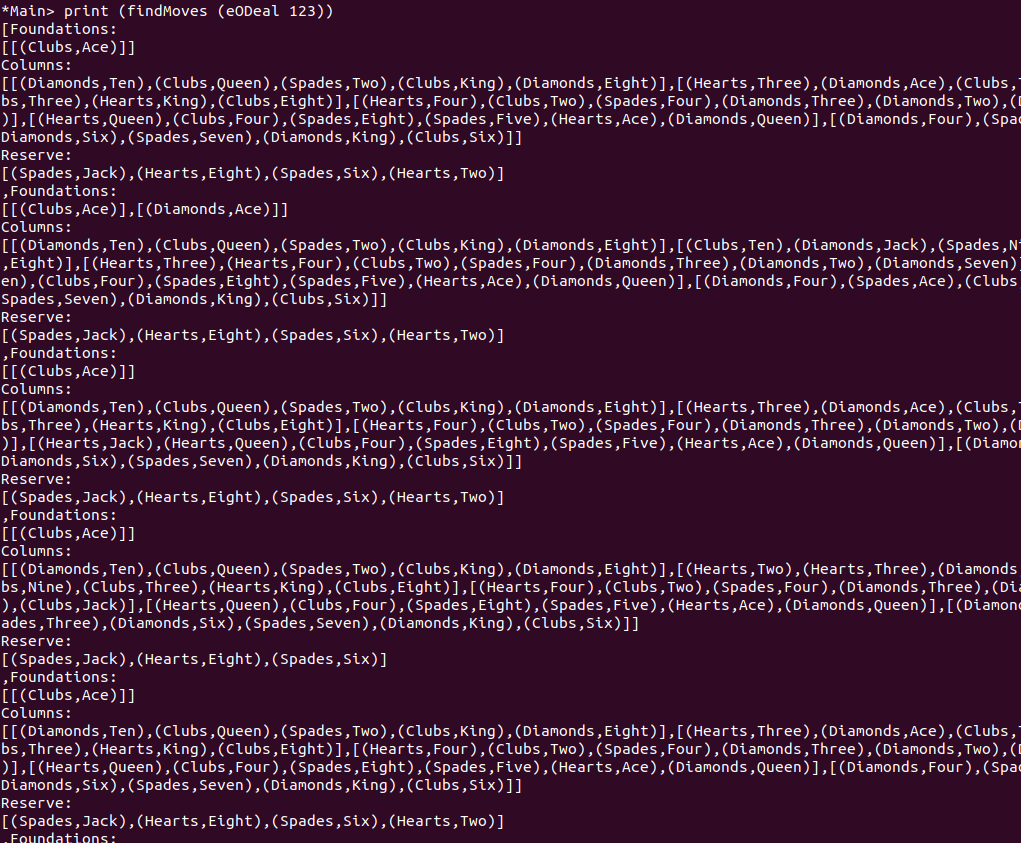 *Main> print (findMoves (eODeal 123))
[Foundations:
[[(Clubs,Ace)]]
Columns:
[[(Diamonds,Ten),(Clubs,Queen),(Spades,Two),(Clubs,King),(Diamonds,Eight)],[(Hearts,Three),(Diamonds,Ace),(Clubs,
bs,Three),(Hearts,King),(Clubs,Eight)],[(Hearts,Four),(Clubs,Two),(Spades,Four),(Diamonds,Three),(Diamonds,Two),(
)],[(Hearts,Queen),(Clubs,Four),(Spades,Eight),(Spades,Five),(Hearts,Ace),(Diamonds,Queen)],[(Diamonds,Four),(Spa
Diamonds,Six),(Spades,Seven),(Diamonds,King),(Clubs,Six)]]
Reserve:
[(Spades,Jack),(Hearts,Eight),(Spades,Six),(Hearts,Two)]
,Foundations:
[[(Clubs,Ace)],[(Diamonds,Ace)]]
Columns:
[[(Diamonds,Ten),(Clubs,Queen),(Spades,Two),(Clubs,King),(Diamonds,Eight)],[(Clubs,Ten),(Diamonds,Jack),(Spades,Ni
,Eight)],[(Hearts,Three),(Hearts,Four),(Clubs,Two),(Spades,Four),(Diamonds,Three),(Diamonds,Two),(Diamonds,Seven)
en),(Clubs,Four),(Spades,Eight),(Spades,Five),(Hearts,Ace),(Diamonds,Queen)],[(Diamonds,Four),(Spades,Ace),(Clubs
Spades,Seven),(Diamonds,King),(Clubs,Six)]]
Reserve:
[(Spades,Jack),(Hearts,Eight),(Spades,Six),(Hearts,Two)]
,Foundations:
[[(Clubs,Ace)]]
Columns:
[[(Diamonds,Ten),(Clubs,Queen),(Spades,Two),(Clubs,King),(Diamonds,Eight)],[(Hearts,Three),(Diamonds,Ace),(Clubs,
bs,Three),(Hearts,King),(Clubs,Eight)],[(Hearts,Four),(Clubs,Two),(Spades,Four),(Diamonds,Three),(Diamonds,Two),(
)],[(Hearts,Jack),(Hearts,Queen),(Clubs,Four),(Spades,Eight),(Spades,Five),(Hearts,Ace),(Diamonds,Queen)],[(Diamon
Diamonds,Six),(Spades,Seven),(Diamonds,King),(Clubs,Six)]]
Reserve:
[(Spades,Jack),(Hearts,Eight),(Spades,Six),(Hearts,Two)]
,Foundations:
[[(Clubs,Ace)]]
Columns:
[[(Diamonds,Ten),(Clubs,Queen),(Spades,Two),(Clubs,King),(Diamonds,Eight)],[(Hearts,Two),(Hearts,Three),(Diamonds
bs,Nine),(Clubs,Three),(Hearts,King),(Clubs,Eight)],[(Hearts,Four),(Clubs,Two),(Spades,Four),(Diamonds,Three),(Dia
),(Clubs,Jack)],[(Hearts,Queen),(Clubs,Four),(Spades,Eight),(Spades,Five),(Hearts,Ace),(Diamonds,Queen)],[(Diamond
ades,Three),(Diamonds,Six),(Spades,Seven),(Diamonds,King),(Clubs,Six)]]
Reserve:
[(Spades,Jack),(Hearts,Eight),(Spades,Six)]
,Foundations:
[[(Clubs,Ace)]]
Columns:
[[(Diamonds,Ten),(Clubs,Queen),(Spades,Two),(Clubs,King),(Diamonds,Eight)],[(Hearts,Three),(Diamonds,Ace),(Clubs,
bs,Three),(Hearts,King),(Clubs,Eight)],[(Hearts,Four),(Clubs,Two),(Spades,Four),(Diamonds,Three),(Diamonds,Two),(
)],[(Hearts,Queen),(Clubs,Four),(Spades,Eight),(Spades,Five),(Hearts,Ace),(Diamonds,Queen)],[(Diamonds,Four),(Spa
Diamonds,Six),(Spades,Seven),(Diamonds,King),(Clubs,Six)]]
Reserve:
[(Spades,Jack),(Hearts,Eight),(Spades,Six),(Hearts,Two)]
,Foundations: